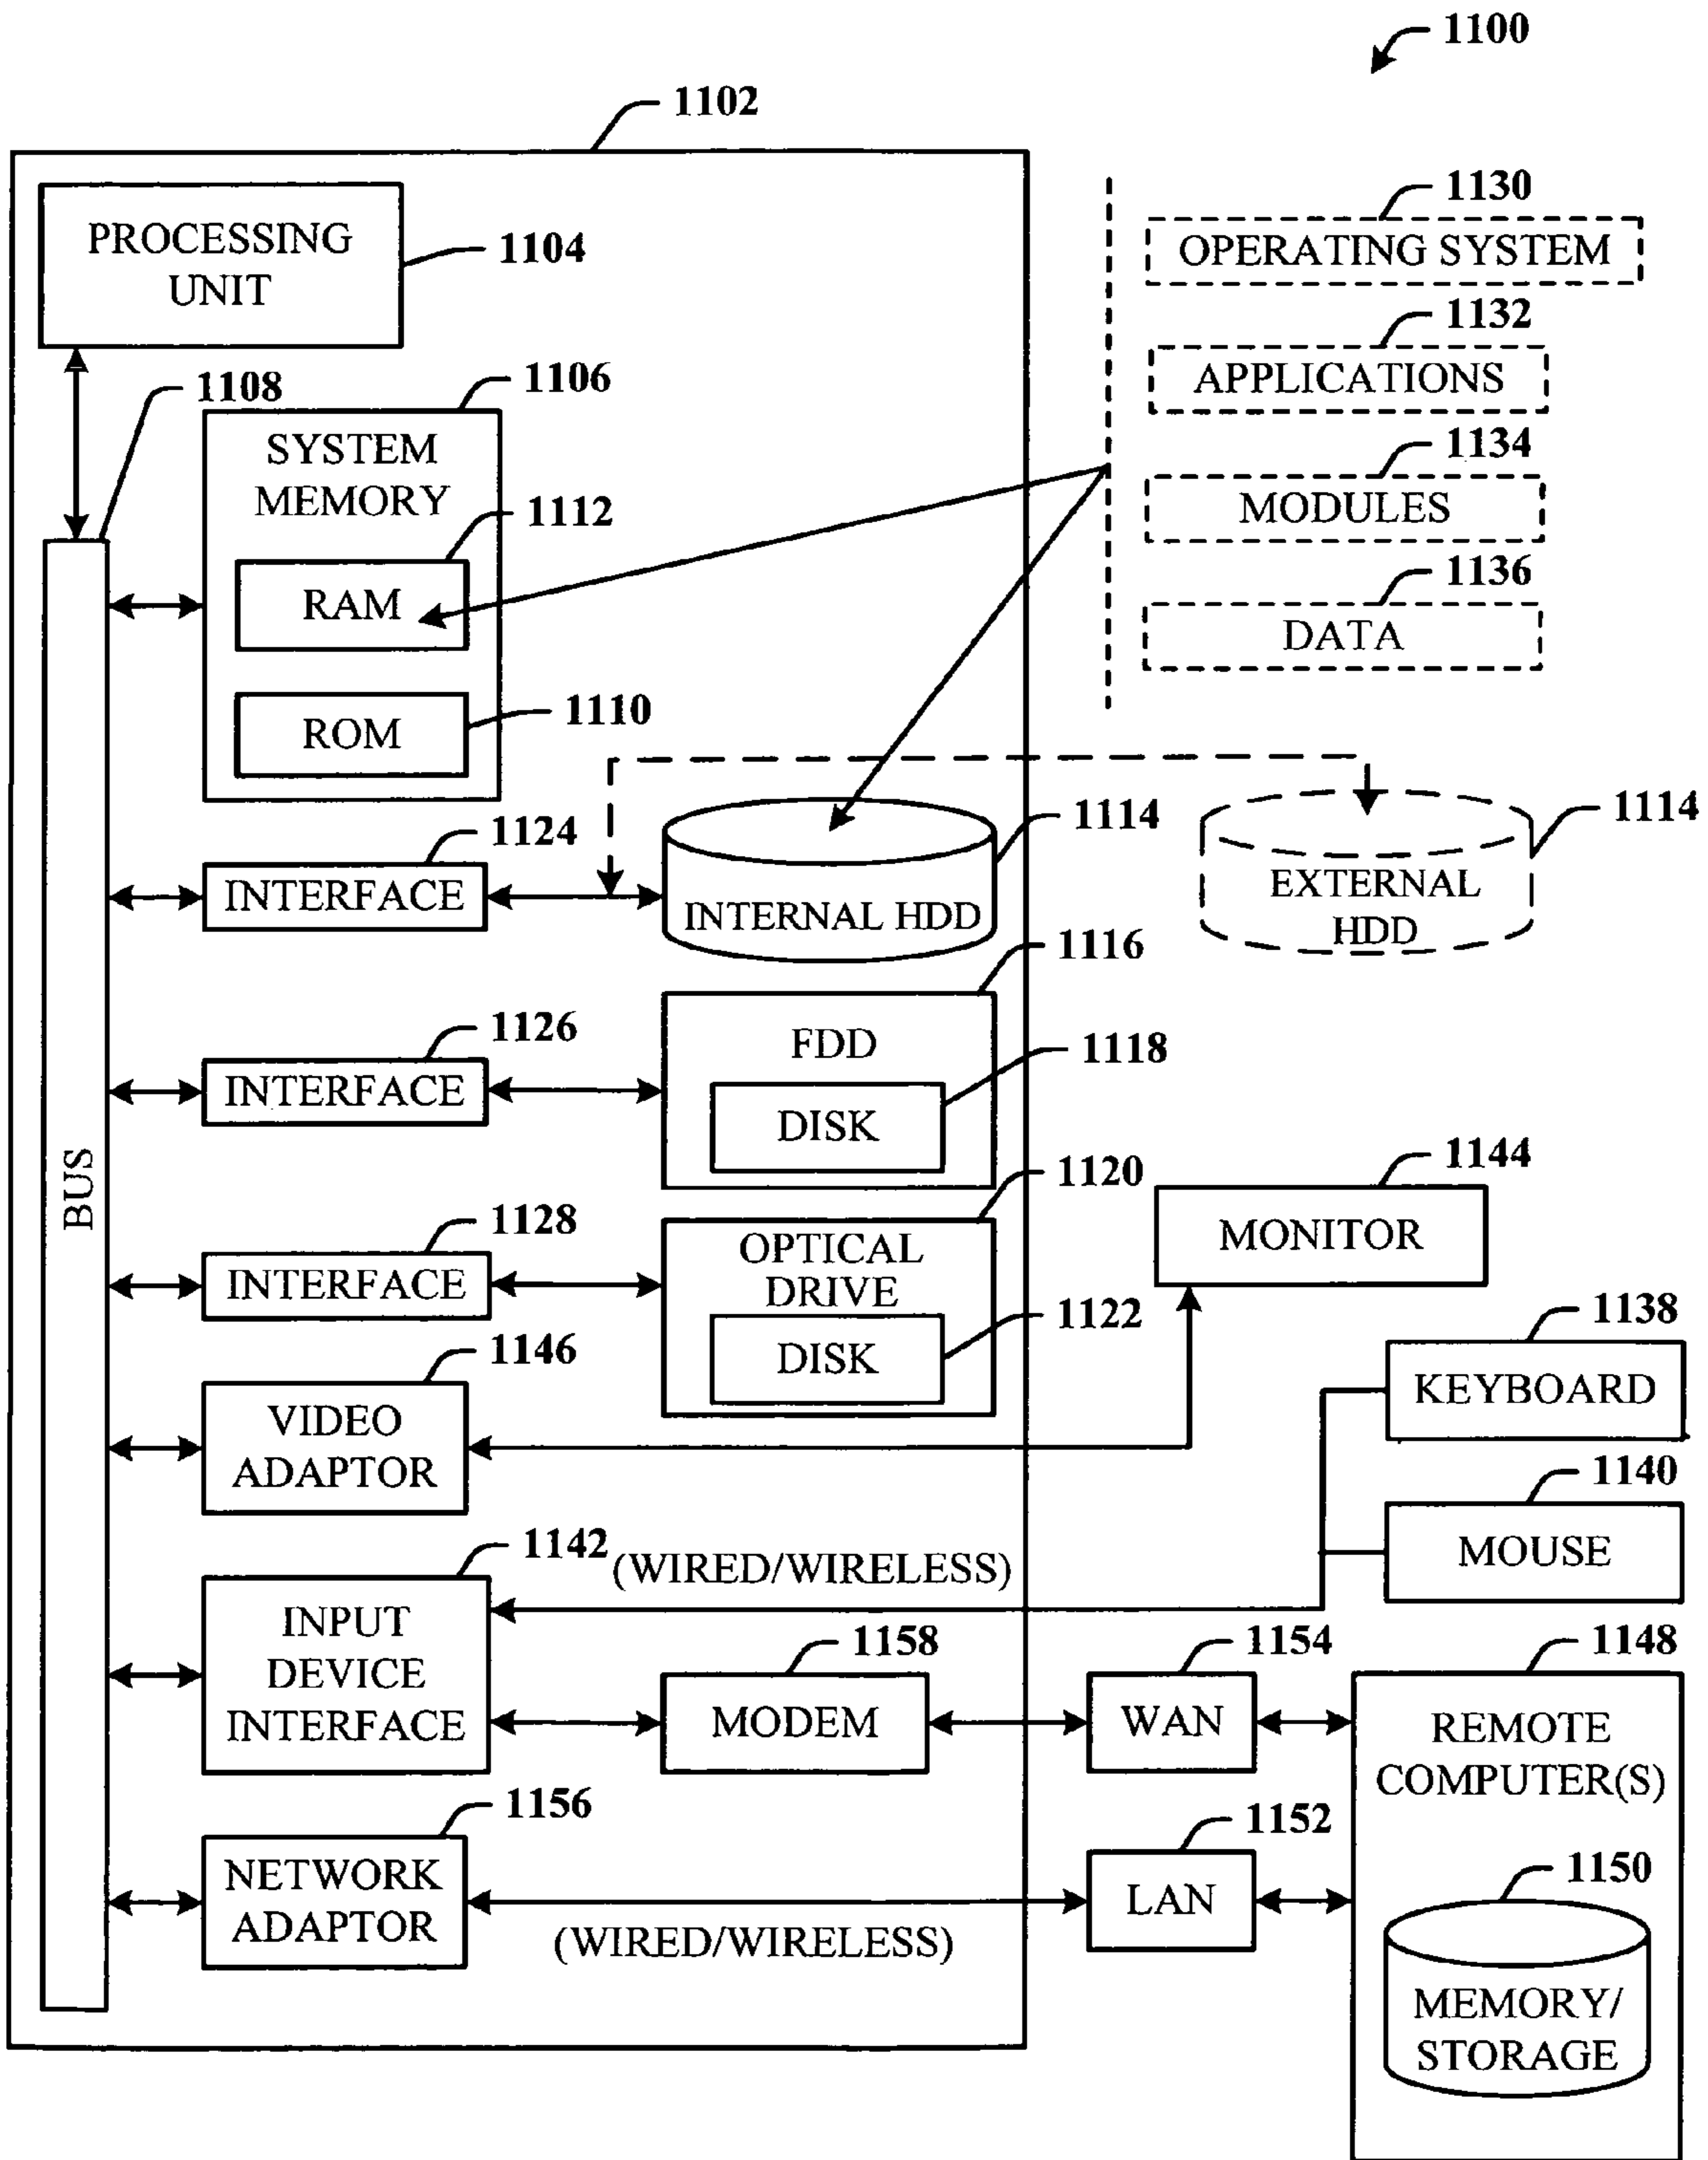 1100
1102
PROCESSING
UNIT
1104
1130
OPERATING SYSTEM
1132
APPLICATIONS
1134
MODULES
1136
DATA
1108
1106
SYSTEM
MEMORY
1112
RAM
1110
ROM
1124
INTERFACE
1114
INTERNAL HDD
1114
EXTERNAL
HDD
1126
INTERFACE
1116
FDD
1118
DISK
BUS
1128
INTERFACE
1120
OPTICAL
DRIVE
1122
DISK
1144
MONITOR
1146
VIDEO
ADAPTOR
1138
KEYBOARD
1140
MOUSE
1142
(WIRED/WIRELESS)
INPUT
DEVICE
INTERFACE
1158
MODEM
1154
WAN
1148
REMOTE
COMPUTER(S)
1156
NETWORK
ADAPTOR
(WIRED/WIRELESS)
1152
LAN
1150
MEMORY/
STORAGE